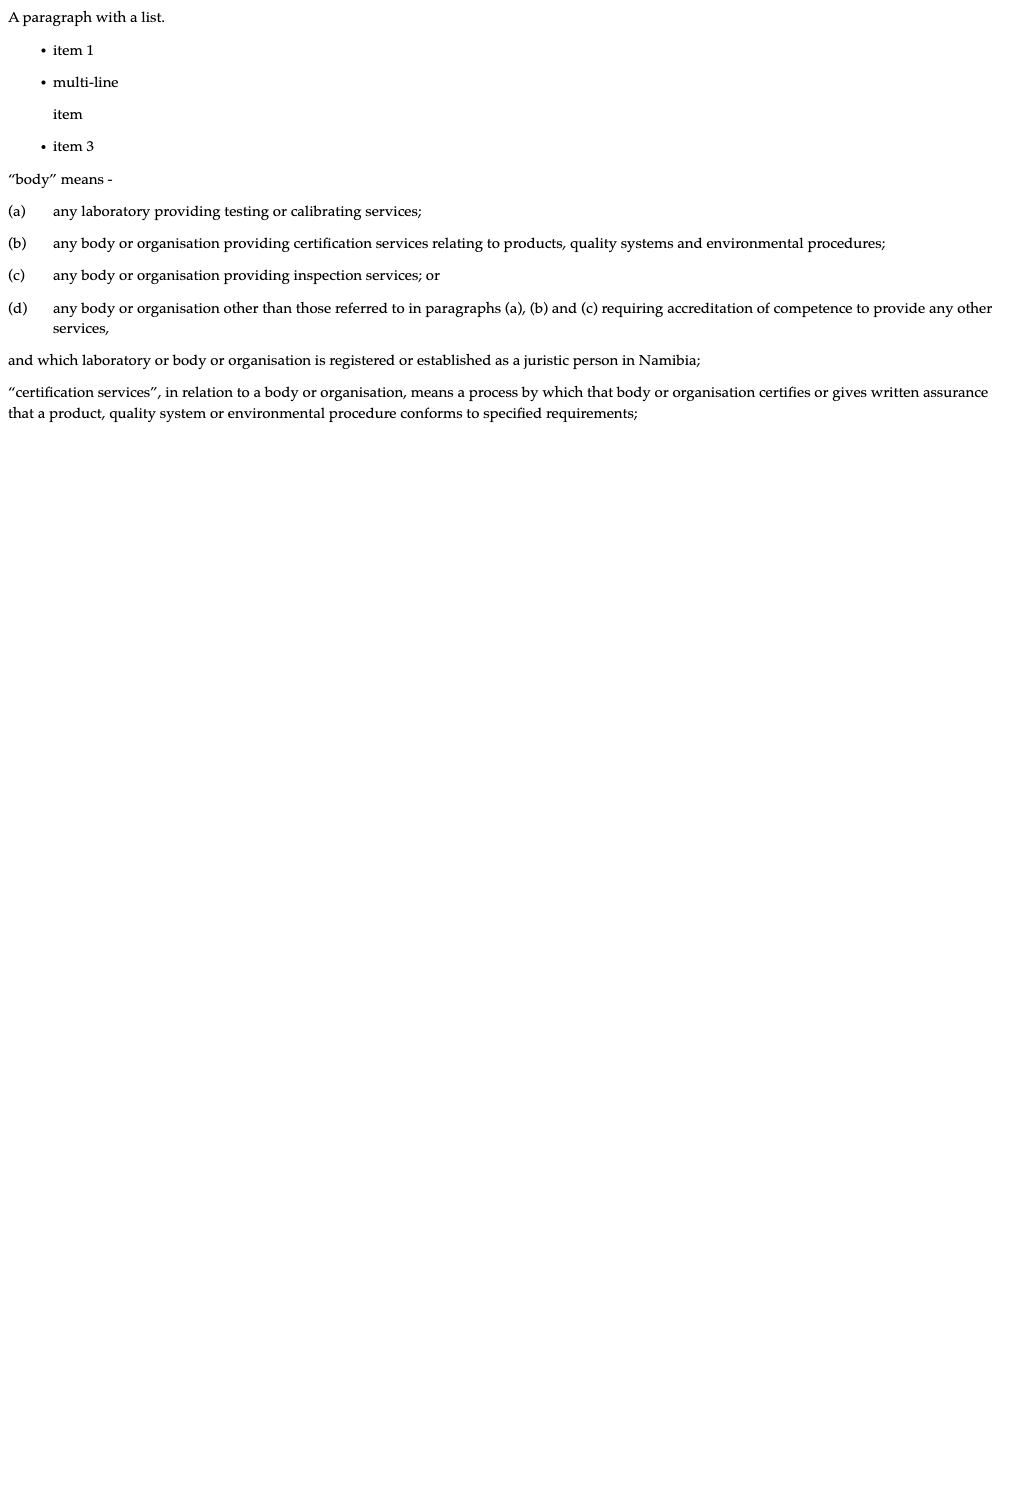 A paragraph with a list.
• item 1
• multi-line
item
• item 3
“body” means -
(a) any laboratory providing testing or calibrating services;
(b) any body or organisation providing certification services relating to products, quality systems and environmental procedures;
(c) any body or organisation providing inspection services; or
(d) any body or organisation other than those referred to in paragraphs (a), (b) and (c) requiring accreditation of competence to provide any other
services,
and which laboratory or body or organisation is registered or established as a juristic person in Namibia;
“certification services”, in relation to a body or organisation, means a process by which that body or organisation certifies or gives written assurance
that a product, quality system or environmental procedure conforms to specified requirements;